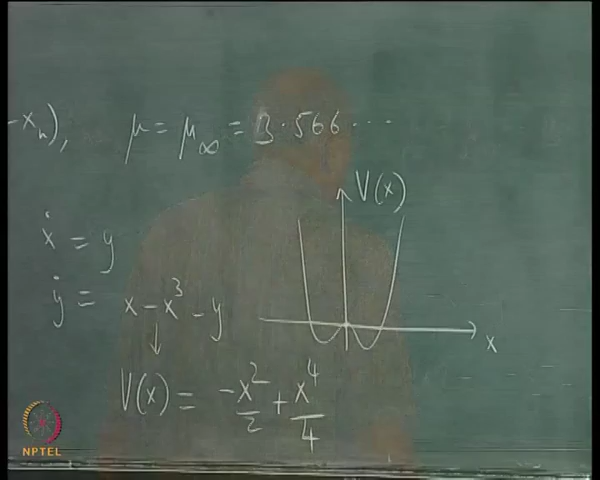 -xₙ), μ = μ∞ = 3.566 ...
V(x)
ẋ = y
ẏ = x - x³ - y
x
V(x) = -x²/2 + x⁴/4
NPTEL